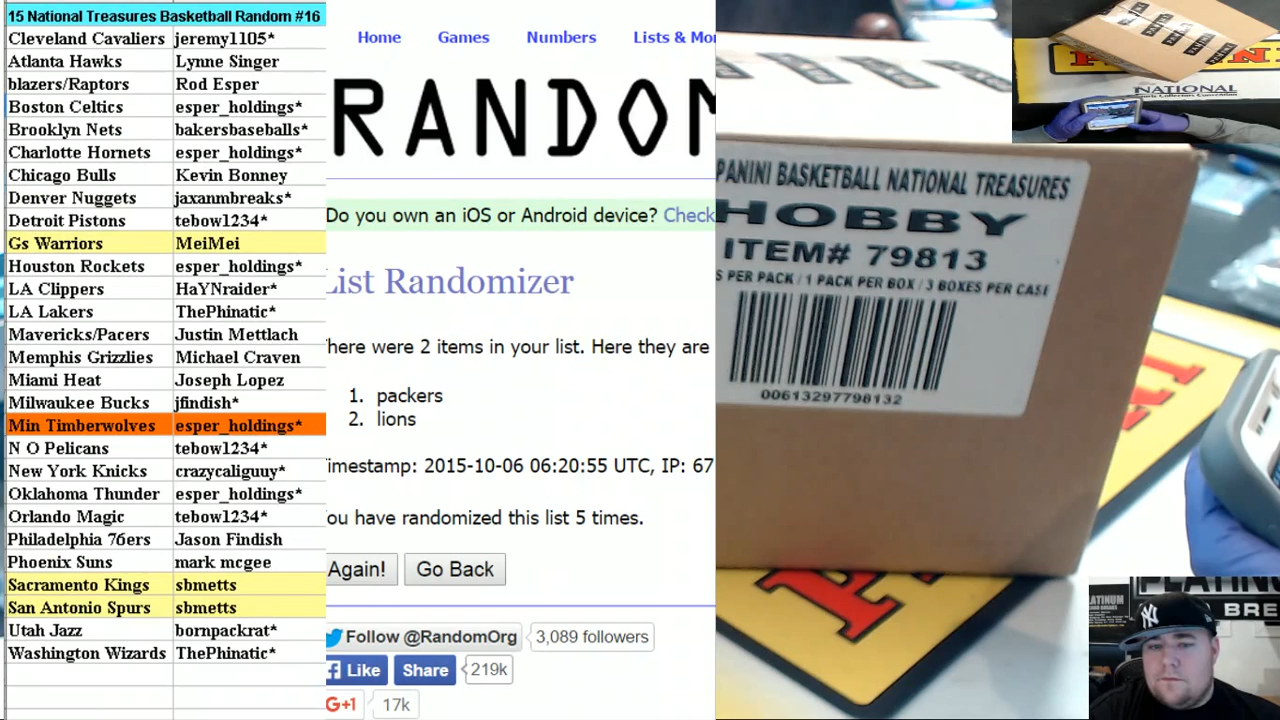 15 National Treasures Basketball Random #16
Cleveland Cavaliers jeremy1105*
Atlanta Hawks Lynne Singer
blazers/Raptors Rod Esper
Boston Celtics esper_holdings*
Brooklyn Nets bakersbaseballs*
Charlotte Hornets esper_holdings*
Chicago Bulls Kevin Bonney
Denver Nuggets jaxanmbreaks*
Detroit Pistons tebow1234*
Gs Warriors MeiMei
Houston Rockets esper_holdings*
LA Clippers HaYNraider*
LA Lakers ThePhinatic*
Mavericks/Pacers Justin Mettlach
Memphis Grizzlies Michael Craven
Miami Heat Joseph Lopez
Milwaukee Bucks jfindish*
Min Timberwolves esper_holdings*
N O Pelicans tebow1234*
New York Knicks crazycaliguuy*
Oklahoma Thunder esper_holdings*
Orlando Magic tebow1234*
Philadelphia 76ers Jason Findish
Phoenix Suns mark mcgee
Sacramento Kings sbmetts
San Antonio Spurs sbmetts
Utah Jazz bornpackrat*
Washington Wizards ThePhinatic*
Home Games Numbers Lists & Mor
RANDOM
Do you own an iOS or Android device? Check
List Randomizer
There were 2 items in your list. Here they are
1. packers
2. lions
Timestamp: 2015-10-06 06:20:55 UTC, IP: 67
You have randomized this list 5 times.
Again! Go Back
Follow @RandomOrg 3,089 followers
Like Share 219k
G+1 17k
PANINI BASKETBALL NATIONAL TREASURES
HOBBY
ITEM# 79813
S PER PACK / 1 PACK PER BOX / 3 BOXES PER CASE
00613297798132
NATIONAL
PLATINUM
BRE
NY